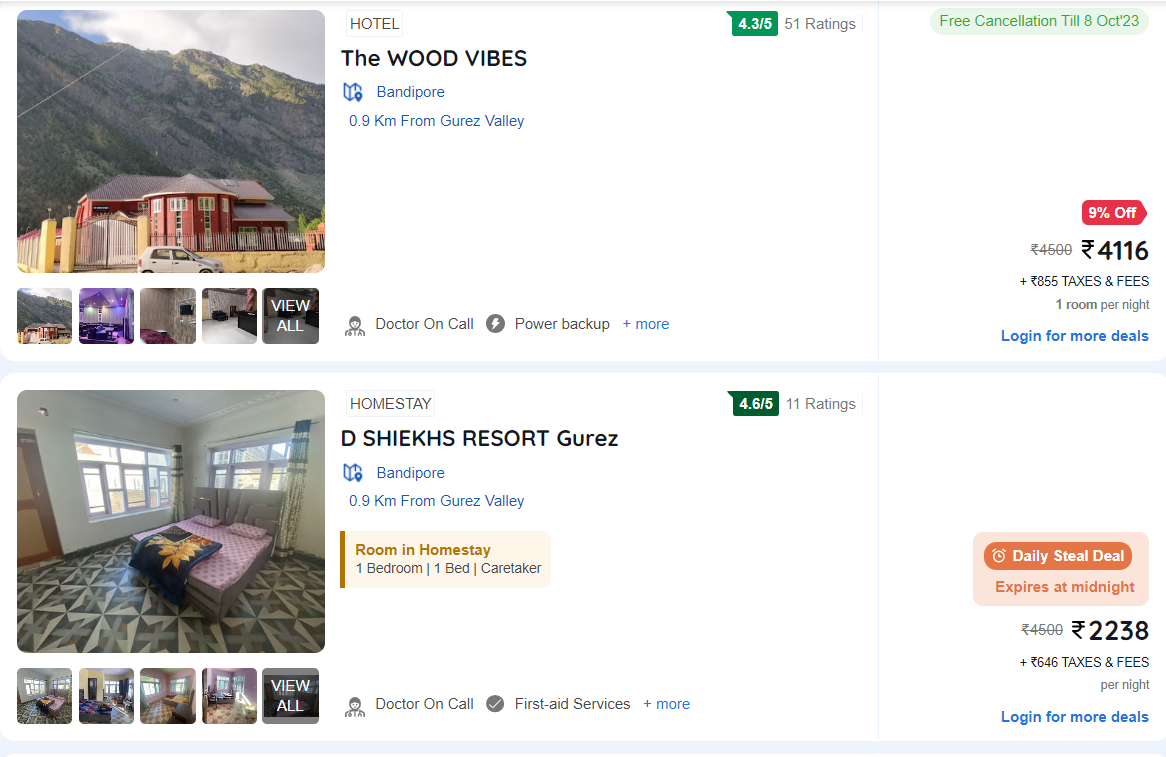 HOTEL
4.3/5 51 Ratings
Free Cancellation Till 8 Oct'23
The WOOD VIBES
Bandipore
0.9 Km From Gurez Valley
9% Off
₹4500 ₹4116
+ ₹855 TAXES & FEES
1 room per night
VIEW
ALL
Doctor On Call Power backup + more
Login for more deals
HOMESTAY
4.6/5 11 Ratings
D SHIEKHS RESORT Gurez
Bandipore
0.9 Km From Gurez Valley
Room in Homestay
1 Bedroom | 1 Bed | Caretaker
Daily Steal Deal
Expires at midnight
₹4500 ₹2238
+ ₹646 TAXES & FEES
per night
VIEW
ALL
Doctor On Call First-aid Services + more
Login for more deals